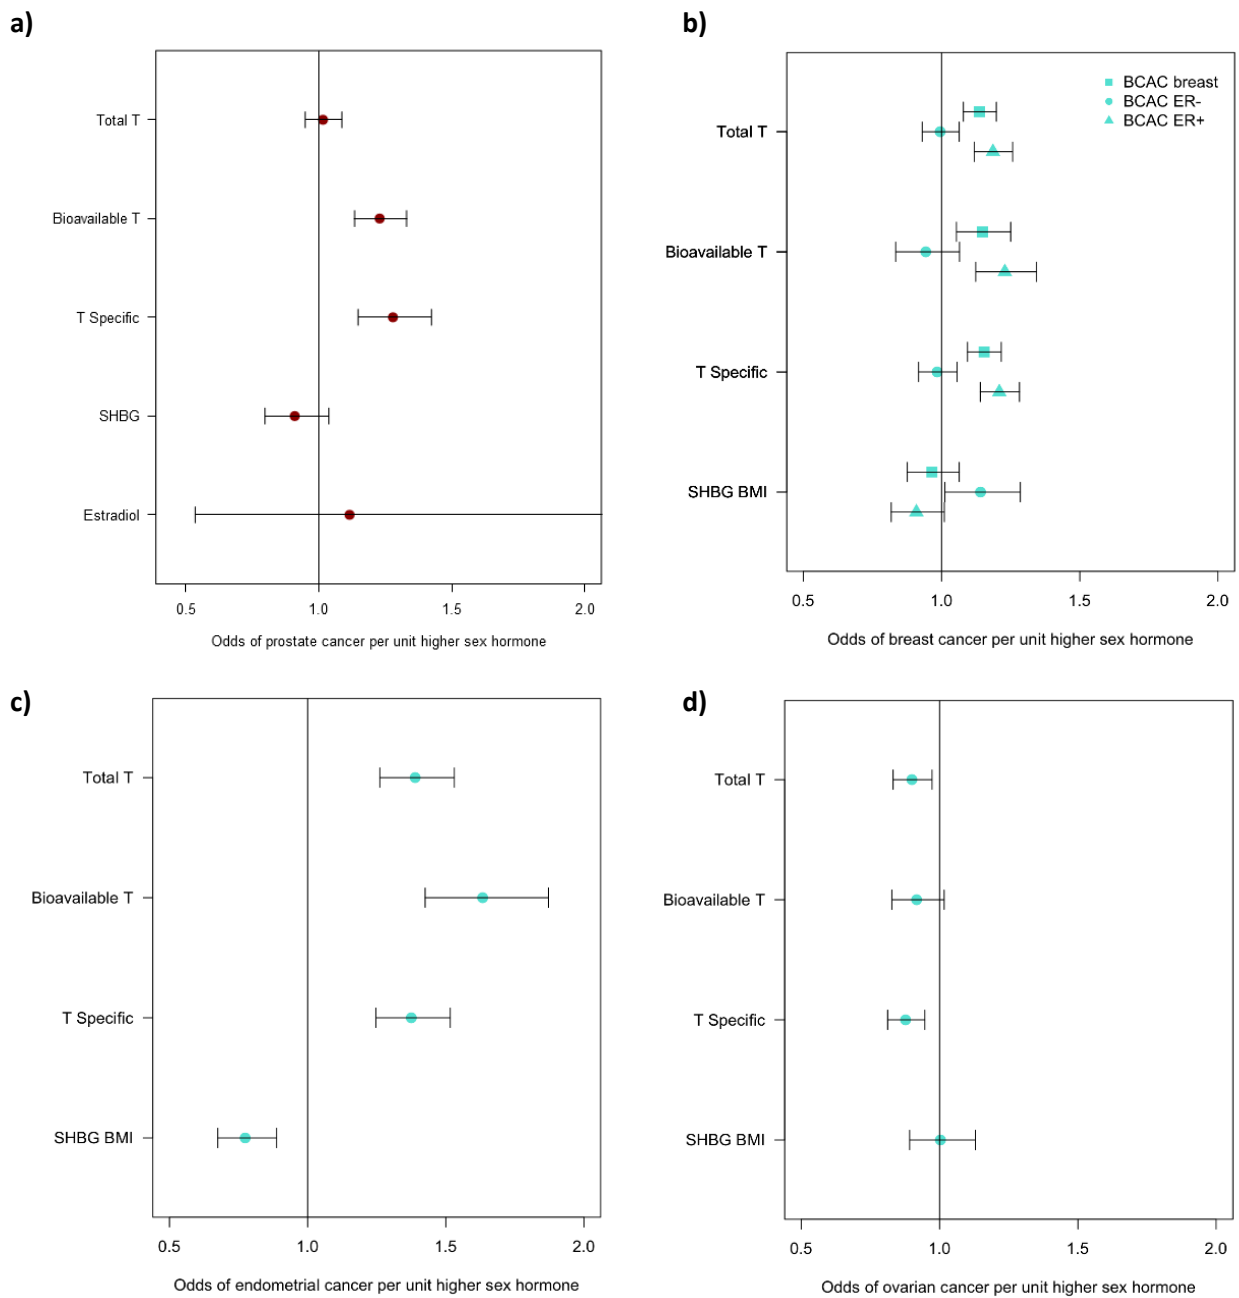 a)
Total T
Bioavailable T
T Specific
SHBG
Estradiol
0.5 1.0 1.5 2.0
Odds of prostate cancer per unit higher sex hormone
b)
BCAC breast
BCAC ER-
BCAC ER+
Total T
Bioavailable T
T Specific
SHBG BMI
0.5 1.0 1.5 2.0
Odds of breast cancer per unit higher sex hormone
c)
Total T
Bioavailable T
T Specific
SHBG BMI
0.5 1.0 1.5 2.0
Odds of endometrial cancer per unit higher sex hormone
d)
Total T
Bioavailable T
T Specific
SHBG BMI
0.5 1.0 1.5 2.0
Odds of ovarian cancer per unit higher sex hormone